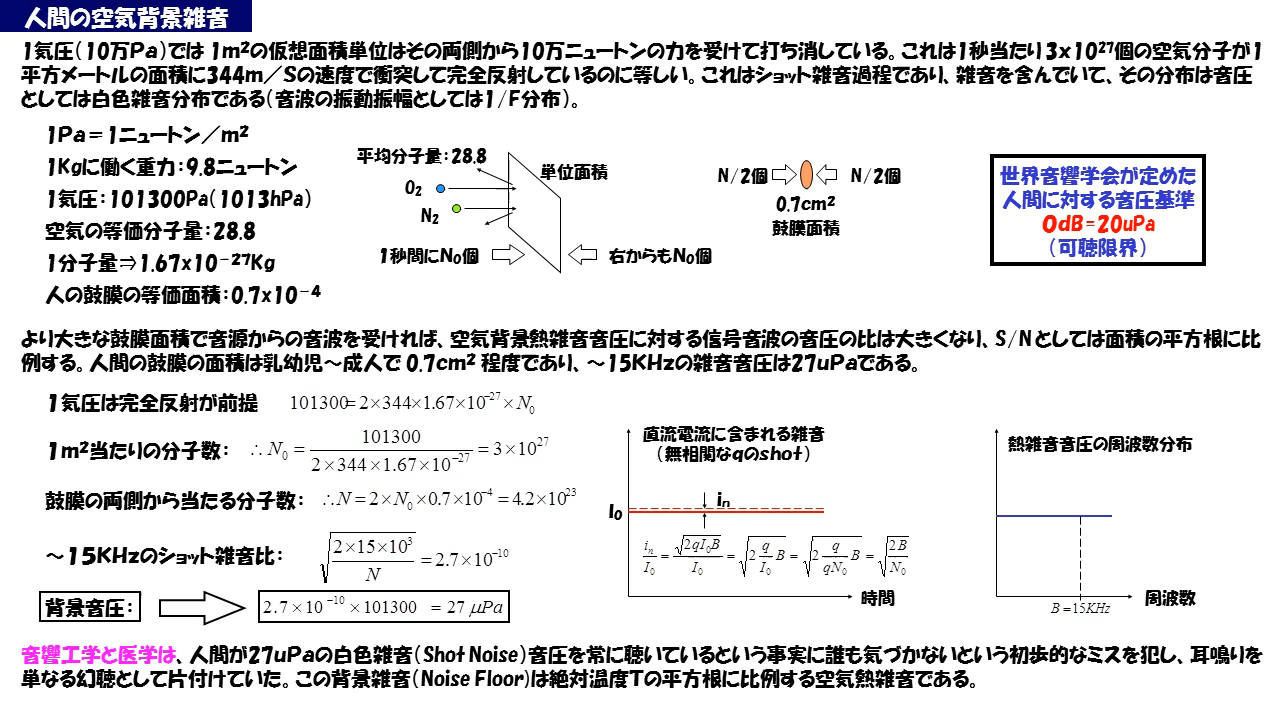 人間の空気背景雑音
1気圧(10万Pa)では1m²の仮想面積単位はその両側から10万ニュートンの力を受けて打ち消している。これは1秒当たり3x10²⁷個の空気分子が1
平方メートルの面積に344m/Sの速度で衝突して完全反射しているのに等しい。これはショット雑音過程であり、雑音を含んでいて、その分布は音圧
としては白色雑音分布である(音波の振動振幅としては1/F分布)。
1Pa=1ニュートン/m²
1Kgに働く重力:9.8ニュートン
1気圧:101300Pa(1013hPa)
空気の等価分子量:28.8
1分子量⇒1.67x10⁻²⁷Kg
人の鼓膜の等価面積:0.7x10⁻⁴
平均分子量:28.8
O₂
N₂
単位面積
1秒間にN₀個
右からもN₀個
N/2個
N/2個
0.7cm²
鼓膜面積
世界音響学会が定めた
人間に対する音圧基準
0dB=20uPa
(可聴限界)
より大きな鼓膜面積で音源からの音波を受ければ、空気背景熱雑音音圧に対する信号音波の音圧の比は大きくなり、S/Nとしては面積の平方根に比
例する。人間の鼓膜の面積は乳幼児~成人で0.7cm²程度であり、~15KHzの雑音音圧は27uPaである。
1気圧は完全反射が前提 101300=2×344×1.67×10⁻²⁷×N₀
1m²当たりの分子数: ∴N₀=101300/(2×344×1.67×10⁻²⁷)=3×10²⁷
鼓膜の両側から当たる分子数: ∴N=2×N₀×0.7×10⁻⁴=4.2×10²³
~15KHzのショット雑音比: √(2×15×10³/N)=2.7×10⁻¹⁰
背景音圧: 2.7×10⁻¹⁰×101300 =27μPa
直流電流に含まれる雑音
(無相関なqのshot)
I₀
iₙ
iₙ/I₀=√(2qI₀B)/I₀=√(2(q/I₀)B)=√(2(q/qN₀)B)=√(2B/N₀)
時間
熱雑音音圧の周波数分布
B=15KHz
周波数
音響工学と医学は、人間が27uPaの白色雑音(Shot Noise)音圧を常に聴いているという事実に誰も気づかないという初歩的なミスを犯し、耳鳴りを
単なる幻聴として片付けていた。この背景雑音(Noise Floor)は絶対温度Tの平方根に比例する空気熱雑音である。